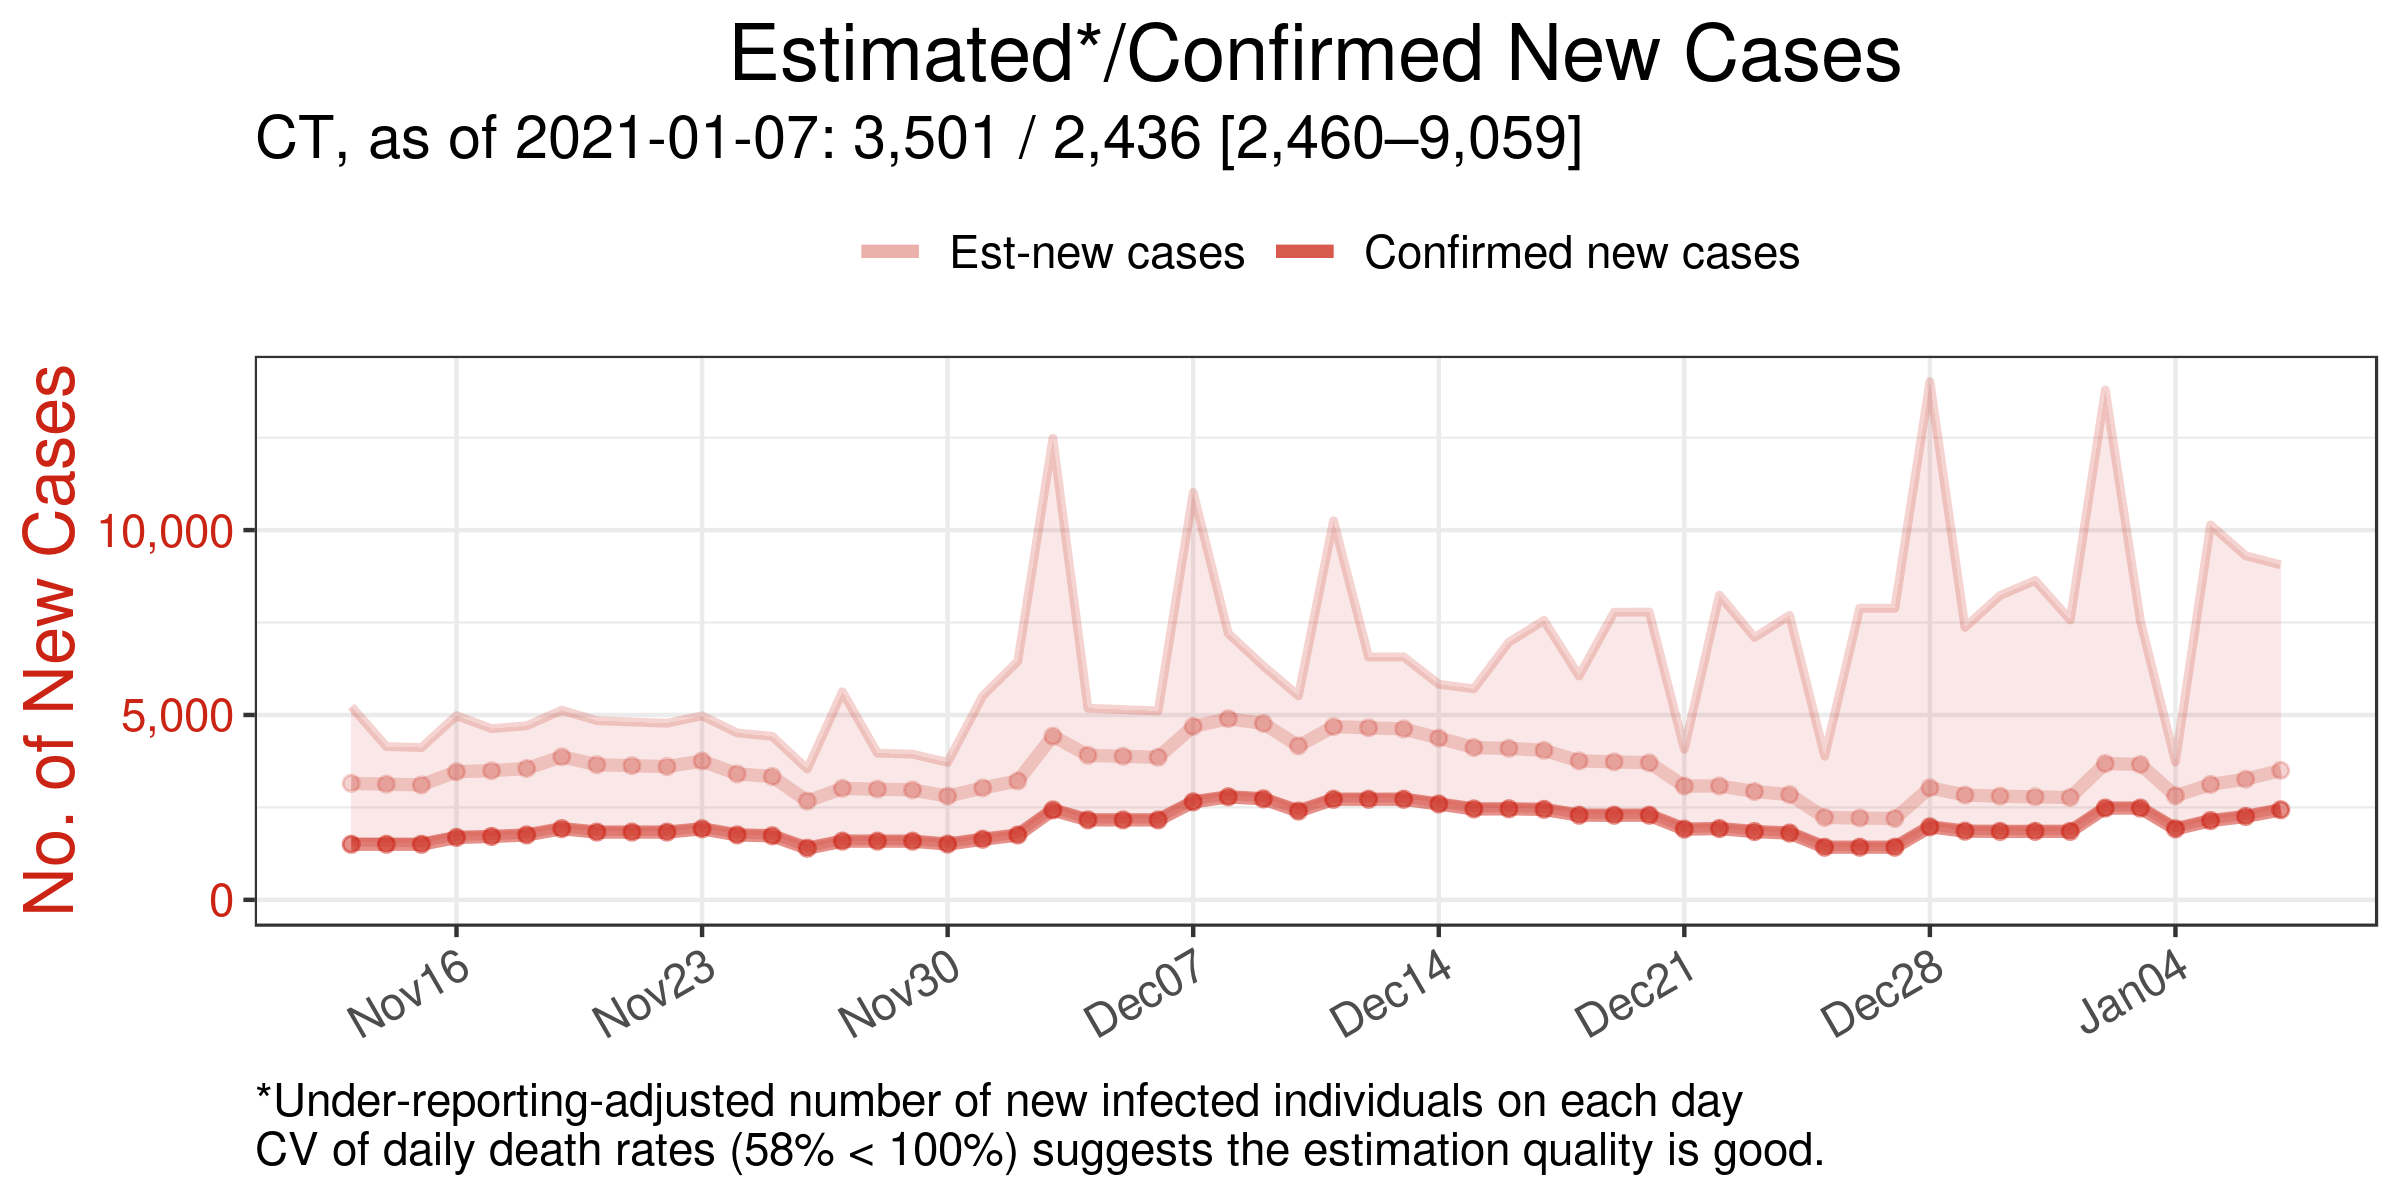 Estimated*/Confirmed New Cases
CT, as of 2021-01-07: 3,501 / 2,436 [2,460–9,059]
Est-new cases Confirmed new cases
No. of New Cases
10,000
5,000
0
Nov16 Nov23 Nov30 Dec07 Dec14 Dec21 Dec28 Jan04
*Under-reporting-adjusted number of new infected individuals on each day
CV of daily death rates (58% < 100%) suggests the estimation quality is good.